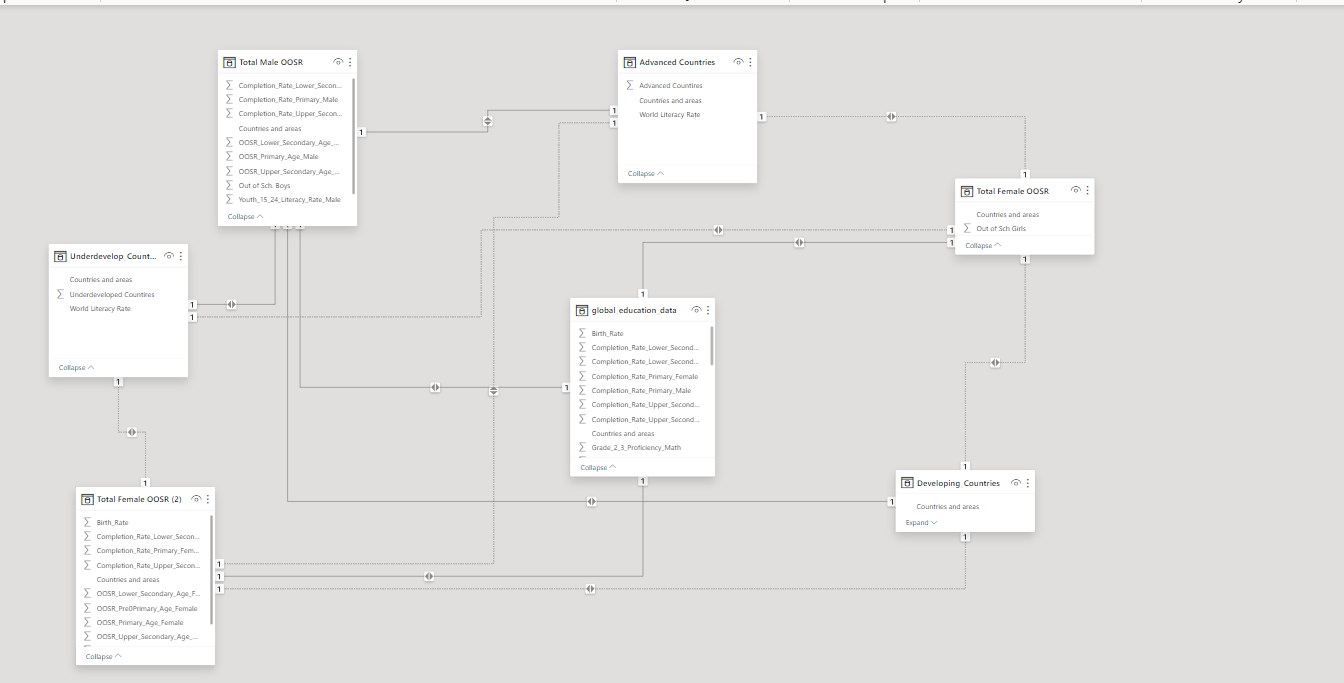 Total Male OOSR
Completion_Rate_Lower_Secon...
Completion_Rate_Primary_Male
Completion_Rate_Upper_Secon...
Countries and areas
OOSR_Lower_Secondary_Age_...
OOSR_Primary_Age_Male
OOSR_Upper_Secondary_Age_...
Out of Sch. Boys
Youth_15_24_Literacy_Rate_Male
Collapse
Advanced Countries
Advanced Countires
Countries and areas
World Literacy Rate
Collapse
1
1
1
1
1
Total Female OOSR
Countries and areas
Out of Sch Girls
Collapse
1
1
1
Underdevelop_Count...
Countries and areas
Underdeveloped Countires
World Literacy Rate
Collapse
1
1
1
1
global_education_data
Birth_Rate
Completion_Rate_Lower_Second...
Completion_Rate_Lower_Second...
Completion_Rate_Primary_Female
Completion_Rate_Primary_Male
Completion_Rate_Upper_Second...
Completion_Rate_Upper_Second...
Countries and areas
Grade_2_3_Proficiency_Math
Collapse
1
1
1
Developing_Countries
Countries and areas
Expand
1
1
1
Total Female OOSR (2)
Birth_Rate
Completion_Rate_Lower_Secon...
Completion_Rate_Primary_Fem...
Completion_Rate_Upper_Secon...
Countries and areas
OOSR_Lower_Secondary_Age_F...
OOSR_Pre0Primary_Age_Female
OOSR_Primary_Age_Female
OOSR_Upper_Secondary_Age_...
Collapse
1
1
1